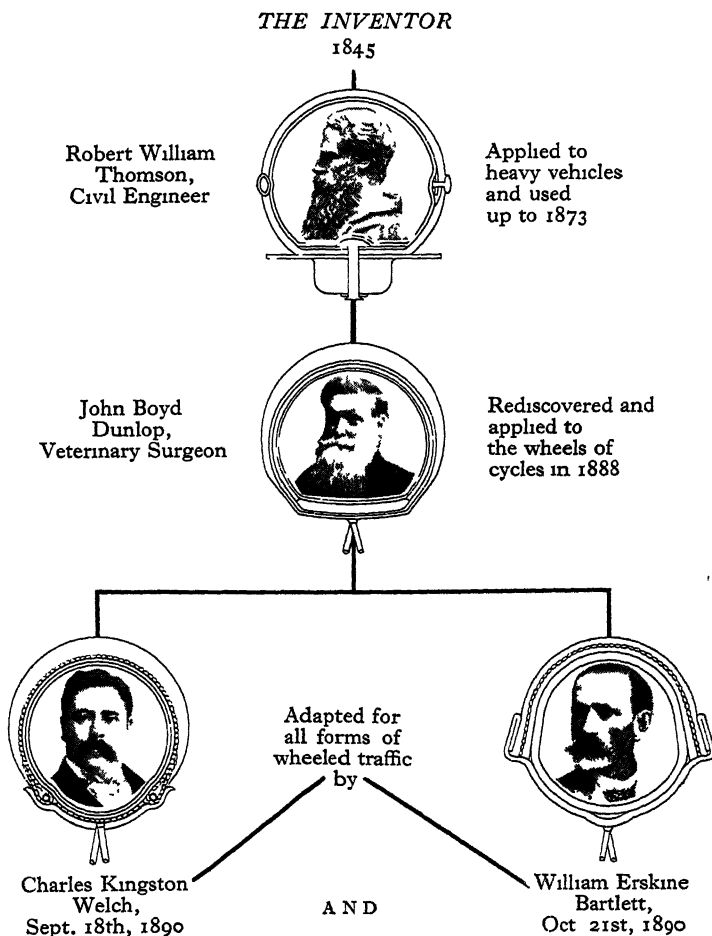 THE INVENTOR
1845
Robert William
Thomson,
Civil Engineer
Applied to
heavy vehicles
and used
up to 1873
John Boyd
Dunlop,
Veterinary Surgeon
Rediscovered and
applied to
the wheels of
cycles in 1888
Adapted for
all forms of
wheeled traffic
by
Charles Kingston
Welch,
Sept. 18th, 1890
AND
William Erskine
Bartlett,
Oct 21st, 1890